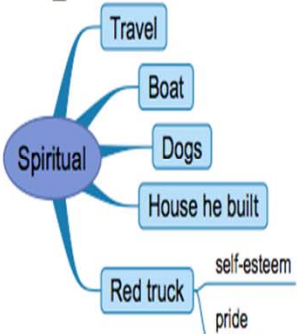 Travel
Boat
Dogs
Spiritual
House he built
self-esteem
Red truck
pride